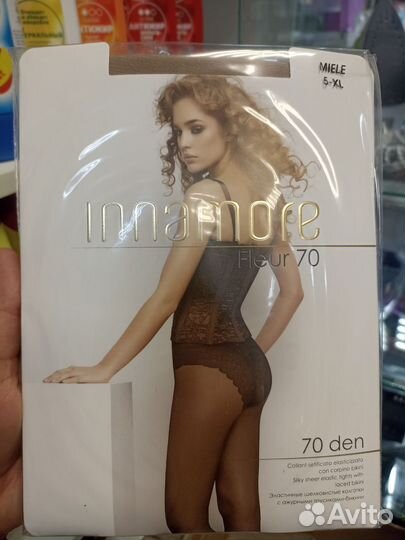 MIELE
5-XL
Innamore
Fleur 70
70 den
Collant setificato elasticizzato
con corpino bikini
Silky sheer elastic tights with
laced bikini
Эластичные шелковистые колготки
с ажурными трусиками-бикини
АНТИЖИР
Avito